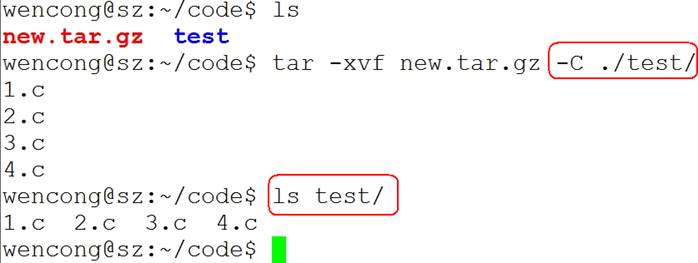 wencong@sz:~/code$ ls
new.tar.gz  test
wencong@sz:~/code$ tar -xvf new.tar.gz -C ./test/
1.c
2.c
3.c
4.c
wencong@sz:~/code$ ls test/
1.c  2.c  3.c  4.c
wencong@sz:~/code$